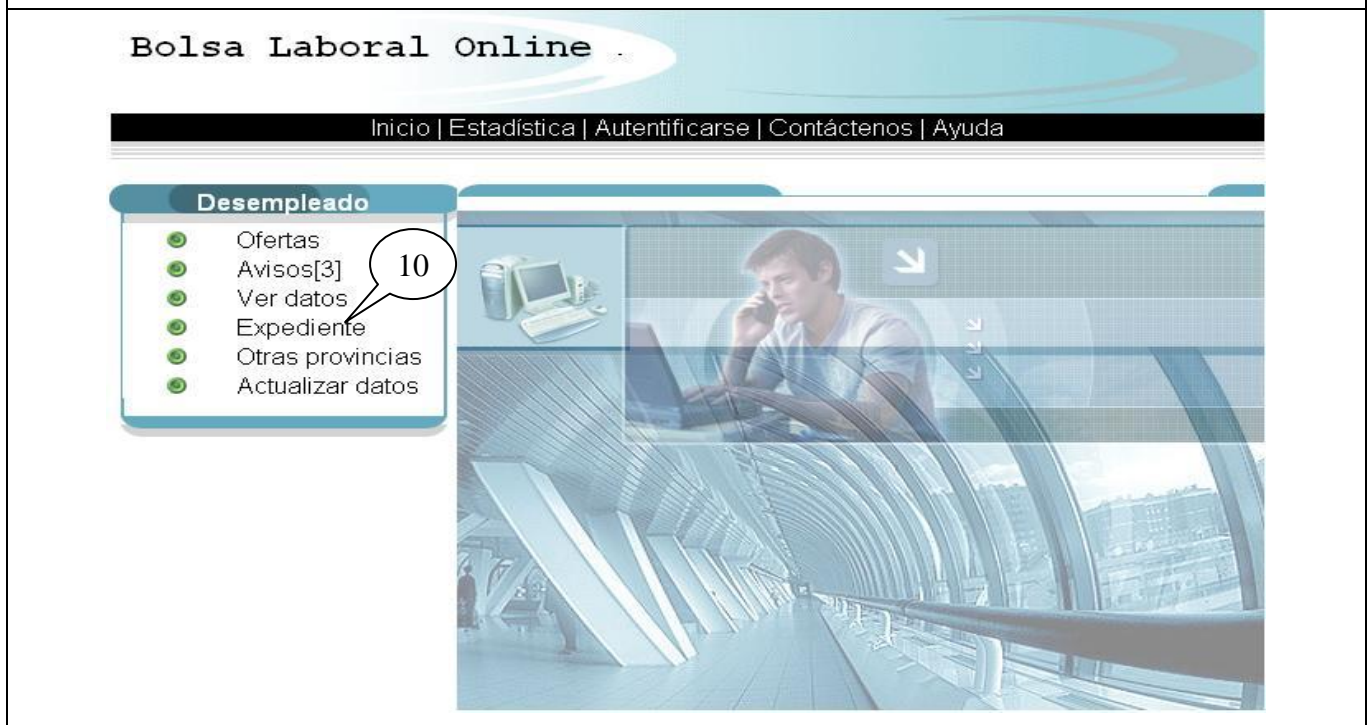 Bolsa Laboral Online .
Inicio | Estadística | Autentificarse | Contáctenos | Ayuda
Desempleado
Ofertas
Avisos[3]
10
Ver datos
Expediente
Otras provincias
Actualizar datos